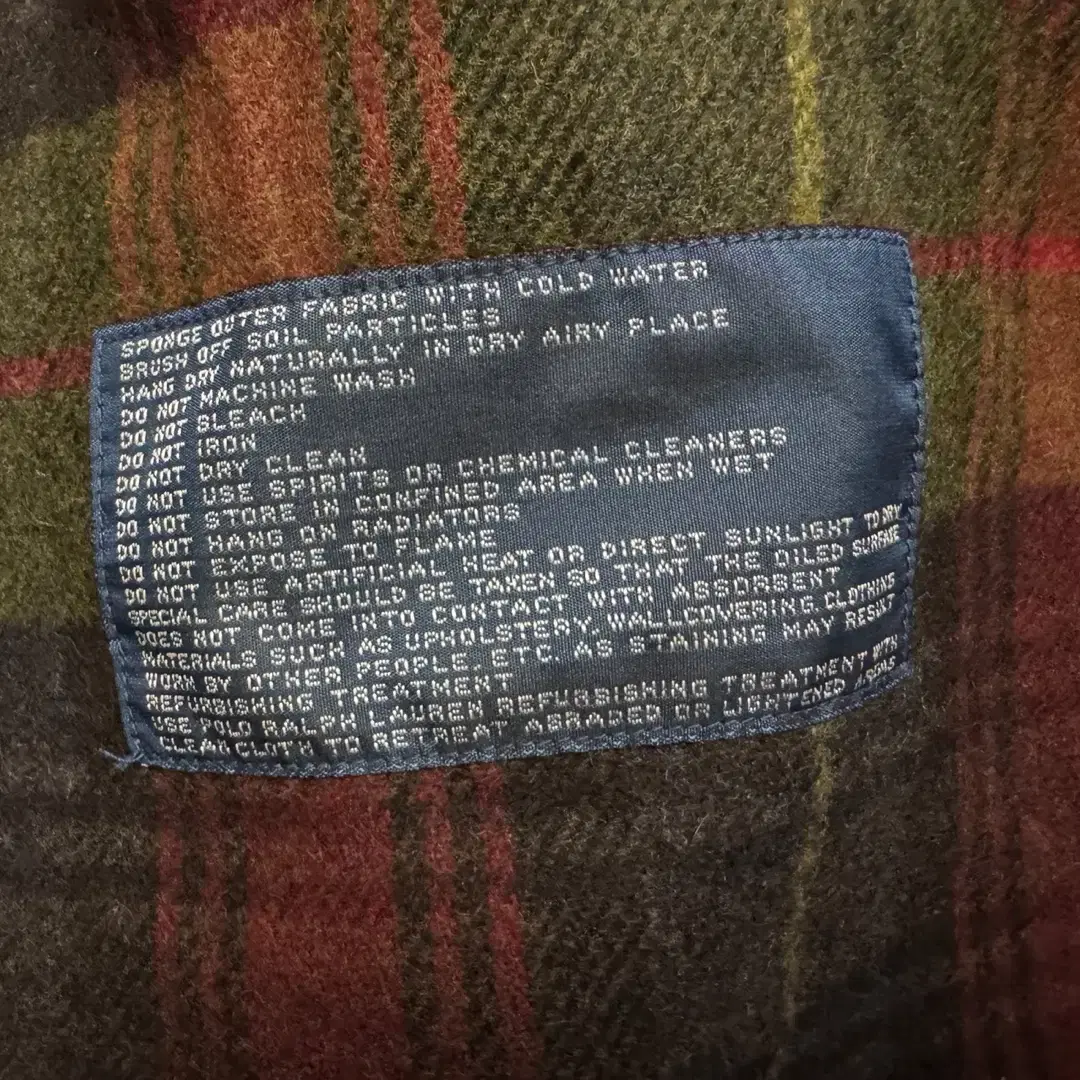 SPONGE OUTER FABRIC WITH COLD WATER
BRUSH OFF SOIL PARTICLES
HANG DRY NATURALLY IN DRY AIRY PLACE
DO NOT MACHINE WASH
DO NOT BLEACH
DO NOT IRON
DO NOT DRY CLEAN
DO NOT USE SPIRITS OR CHEMICAL CLEANERS
DO NOT STORE IN CONFINED AREA WHEN WET
DO NOT HANG ON RADIATORS
DO NOT EXPOSE TO FLAME
DO NOT USE ARTIFICIAL HEAT OR DIRECT SUNLIGHT TO DRY
SPECIAL CARE SHOULD BE TAKEN SO THAT THE OILED SURFACE
DOES NOT COME INTO CONTACT WITH ABSORBENT
MATERIALS SUCH AS UPHOLSTERY, WALLCOVERING, CLOTHING
WORN BY OTHER PEOPLE, ETC. AS STAINING MAY RESULT
REFURBISHING TREATMENT
USE POLO RALPH LAUREN REFURBISHING TREATMENT WITH
CLEAN CLOTH TO RETREAT ABRADED OR LIGHTENED AREAS